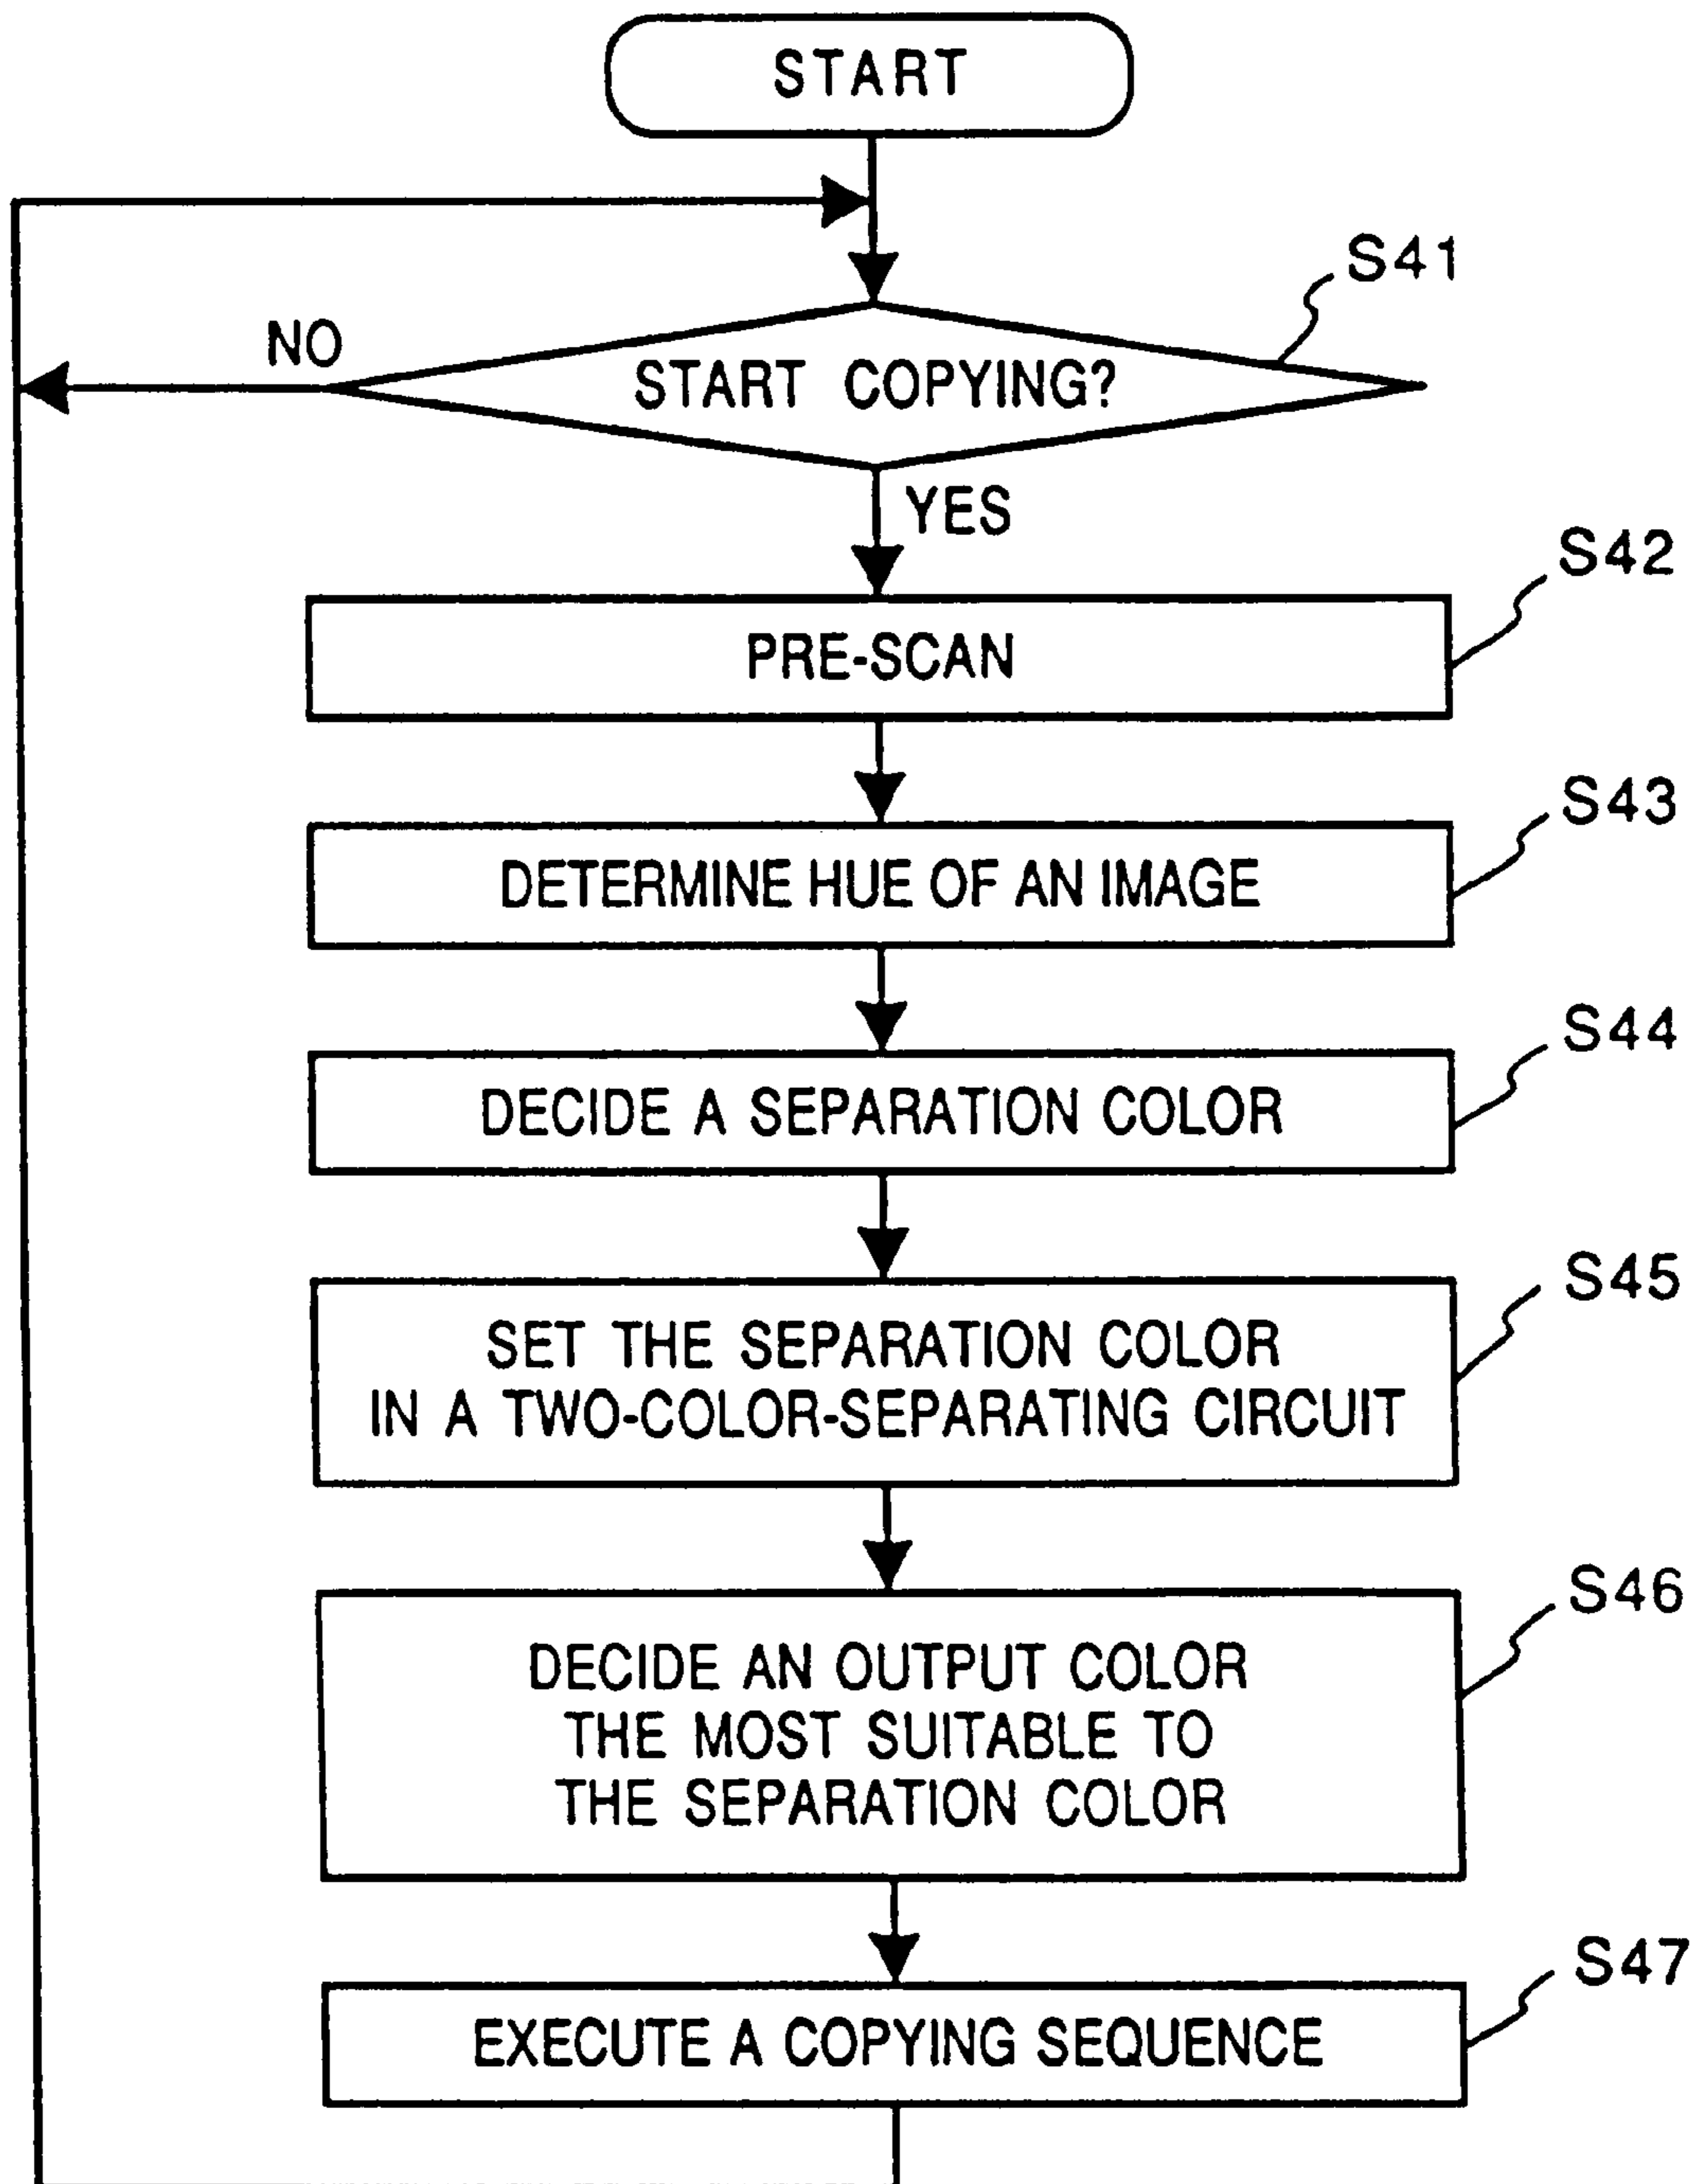 START
S41
NO
START COPYING?
YES
S42
PRE-SCAN
S43
DETERMINE HUE OF AN IMAGE
S44
DECIDE A SEPARATION COLOR
S45
SET THE SEPARATION COLOR
IN A TWO-COLOR-SEPARATING CIRCUIT
S46
DECIDE AN OUTPUT COLOR
THE MOST SUITABLE TO
THE SEPARATION COLOR
S47
EXECUTE A COPYING SEQUENCE